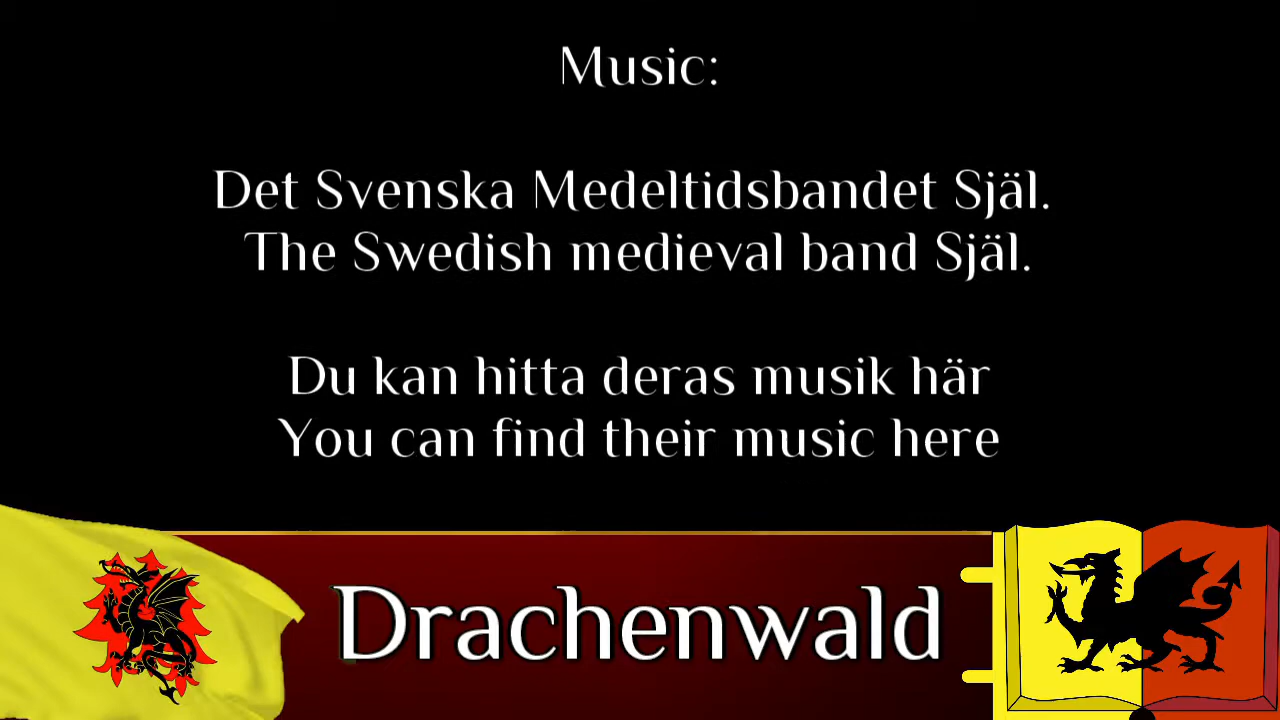 Music:
Det Svenska Medeltidsbandet Själ.
The Swedish medieval band Själ.
Du kan hitta deras musik här
You can find their music here
Drachenwald